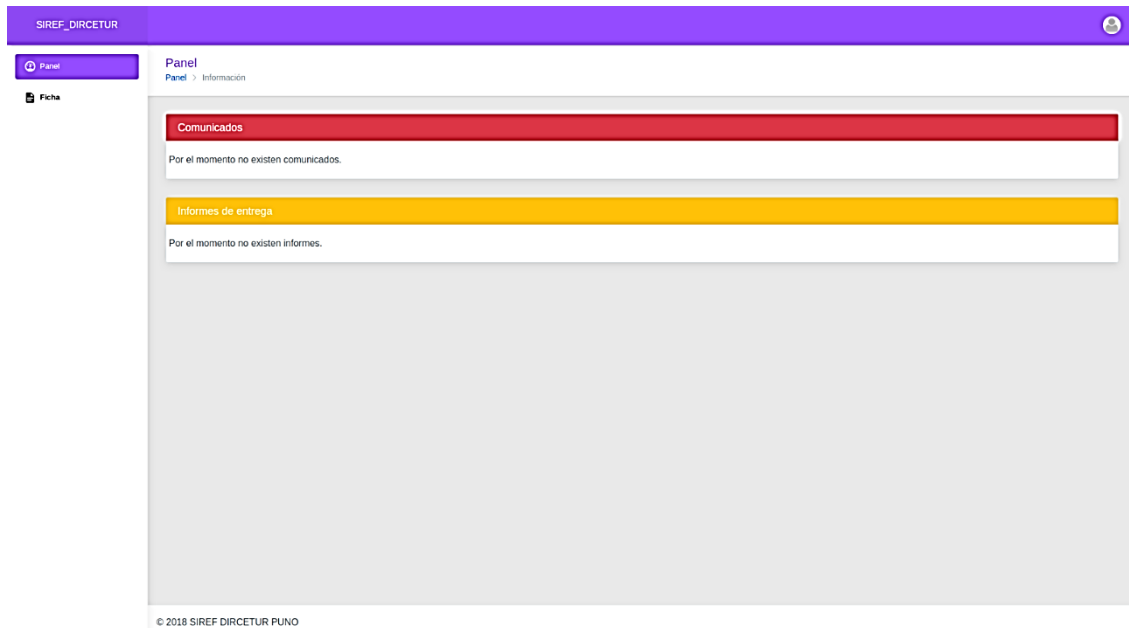 SIREF_DIRCETUR
Panel
Ficha
Panel
Panel > Información
Comunicados
Por el momento no existen comunicados.
Informes de entrega
Por el momento no existen informes.
© 2018 SIREF DIRCETUR PUNO